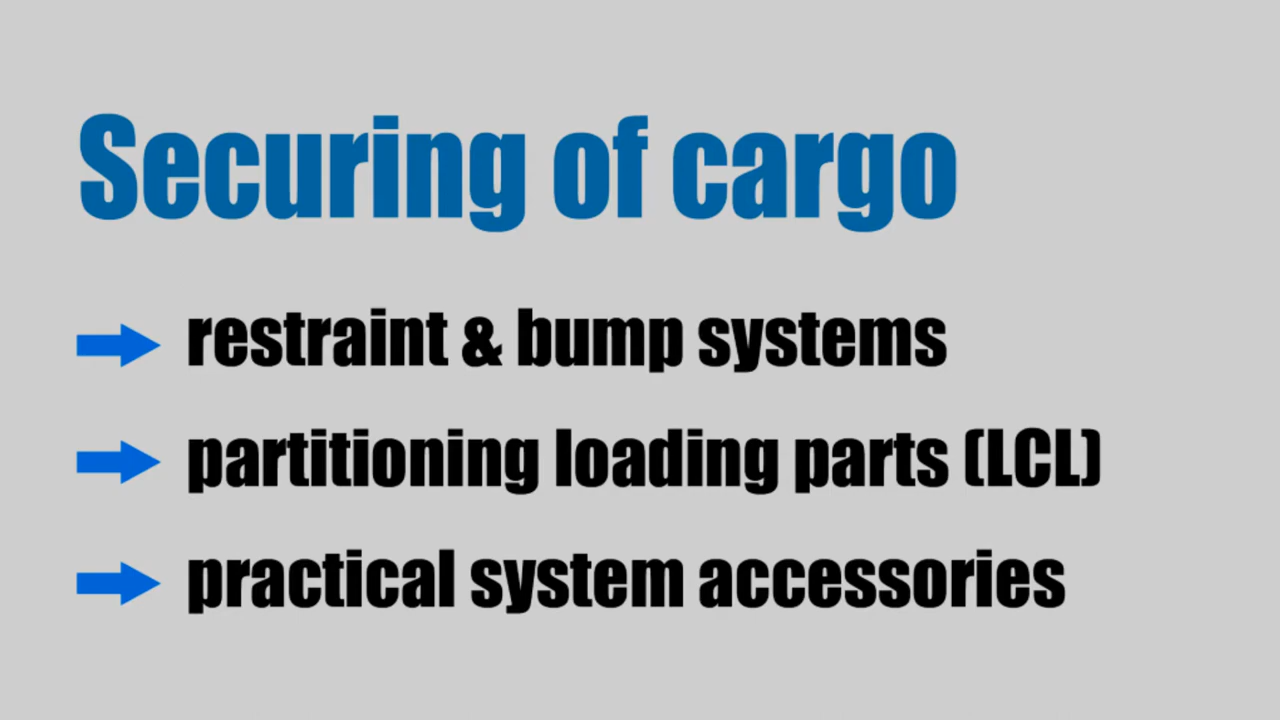 Securing of cargo
restraint & bump systems
partitioning loading parts (LCL)
practical system accessories